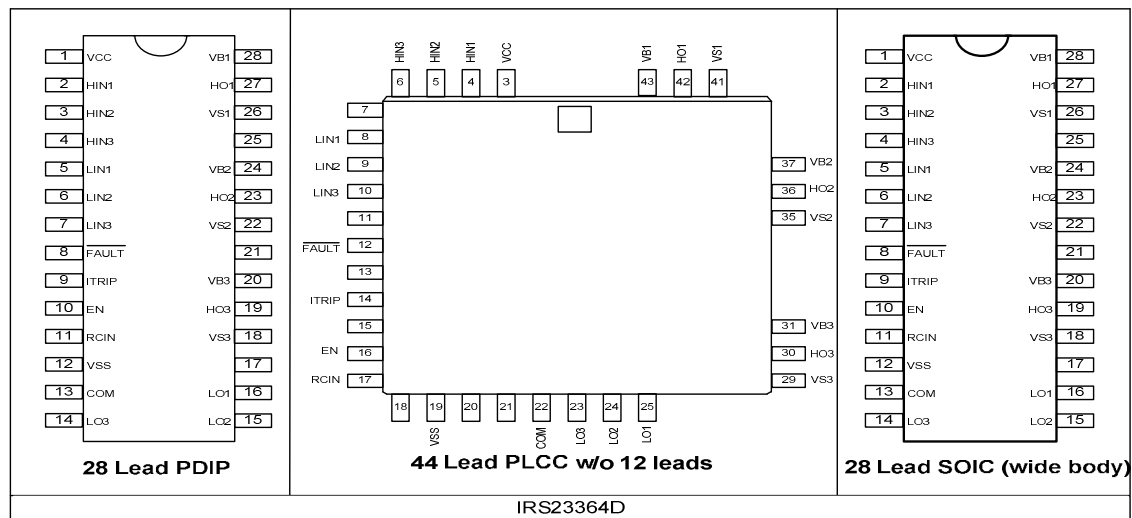 1 VCC VB1 28
2 HIN1 HO1 27
3 HIN2 VS1 26
4 HIN3 25
5 LIN1 VB2 24
6 LIN2 HO2 23
7 LIN3 VS2 22
8 FAULT 21
9 ITRIP VB3 20
10 EN HO3 19
11 RCIN VS3 18
12 VSS 17
13 COM LO1 16
14 LO3 LO2 15
28 Lead PDIP
HIN3 HIN2 HIN1 VCC VB1 HO1 VS1
6 5 4 3 43 42 41
7
LIN1 8
LIN2 9 37 VB2
LIN3 10 36 HO2
11 35 VS2
FAULT 12
13
ITRIP 14
15 31 VB3
EN 16 30 HO3
RCIN 17 29 VS3
18 19 20 21 22 23 24 25
VSS COM LO3 LO2 LO1
44 Lead PLCC w/o 12 leads
1 VCC VB1 28
2 HIN1 HO1 27
3 HIN2 VS1 26
4 HIN3 25
5 LIN1 VB2 24
6 LIN2 HO2 23
7 LIN3 VS2 22
8 FAULT 21
9 ITRIP VB3 20
10 EN HO3 19
11 RCIN VS3 18
12 VSS 17
13 COM LO1 16
14 LO3 LO2 15
28 Lead SOIC (wide body)
IRS23364D